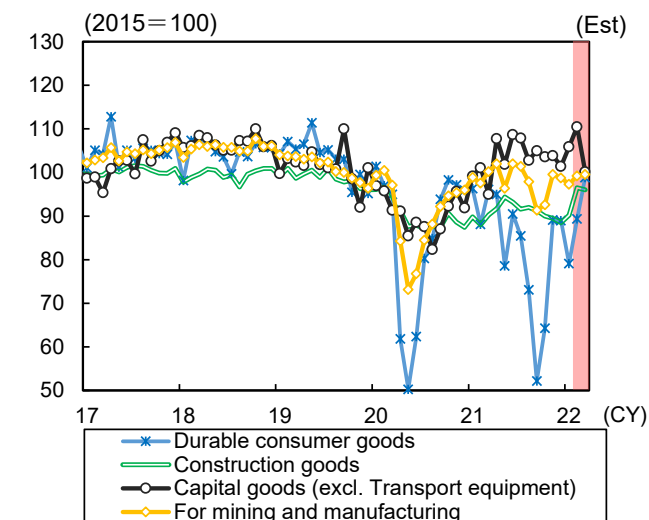 (2015＝100)
(Est)
130
120
110
100
90
80
70
60
50
17 18 19 20 21 22 (CY)
Durable consumer goods
Construction goods
Capital goods (excl. Transport equipment)
For mining and manufacturing